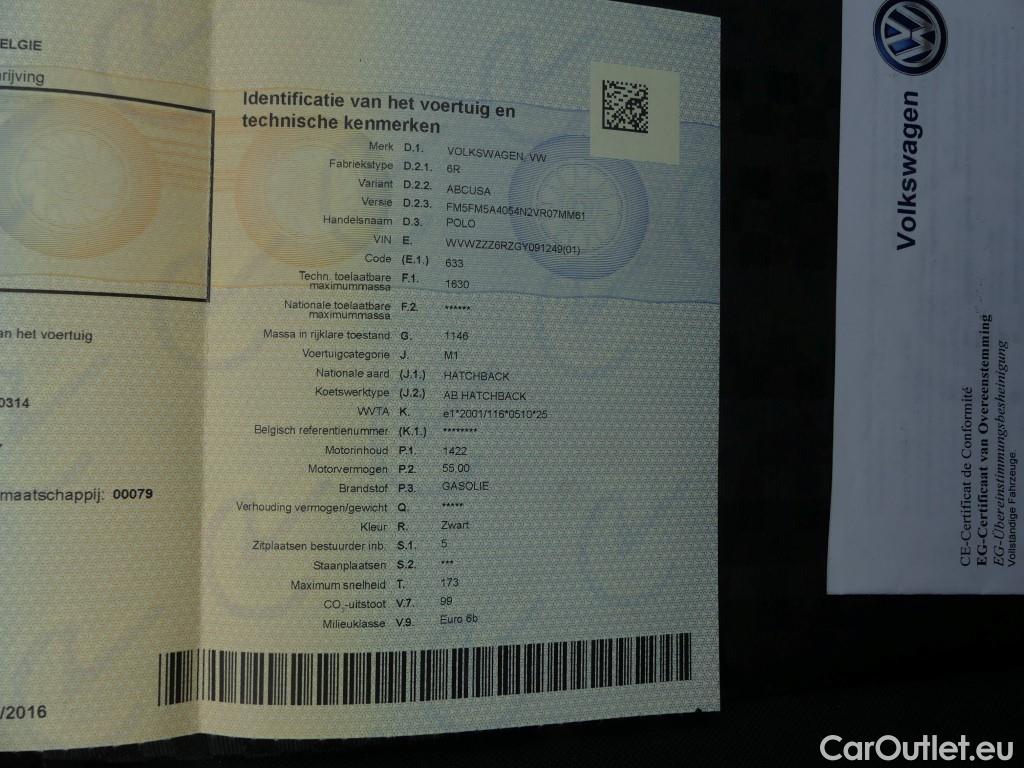 ELGIE
rijving
an het voertuig
0314
maatschappij: 00079
/2016
Identificatie van het voertuig en
technische kenmerken
Merk D.1. VOLKSWAGEN, VW
Fabriekstype D.2.1. 6R
Variant D.2.2. ABCUSA
Versie D.2.3. FM5FM5A4054N2VR07MM61
Handelsnaam D.3. POLO
VIN E. WVWZZZ6RZGY091249(01)
Code (E.1.) 633
Techn. toelaatbare
maximummassa F.1. 1630
Nationale toelaatbare
maximummassa F.2. ******
Massa in rijklare toestand G. 1146
Voertuigcategorie J. M1
Nationale aard (J.1.) HATCHBACK
Koetswerktype (J.2.) AB HATCHBACK
WVTA K. e1*2001/116*0510*25
Belgisch referentienummer (K.1.) ********
Motorinhoud P.1. 1422
Motorvermogen P.2. 55,00
Brandstof P.3. GASOLIE
Verhouding vermogen/gewicht Q. *****
Kleur R. Zwart
Zitplaatsen bestuurder inb. S.1. 5
Staanplaatsen S.2. ***
Maximum snelheid T. 173
CO₂-uitstoot V.7. 99
Milieuklasse V.9. Euro 6b
Volkswagen
CE-Certificat de Conformité
EG-Certificaat van Overeenstemming
EG-Übereinstimmungsbesheinigung
Vollständige Fahrzeuge.
CarOutlet.eu